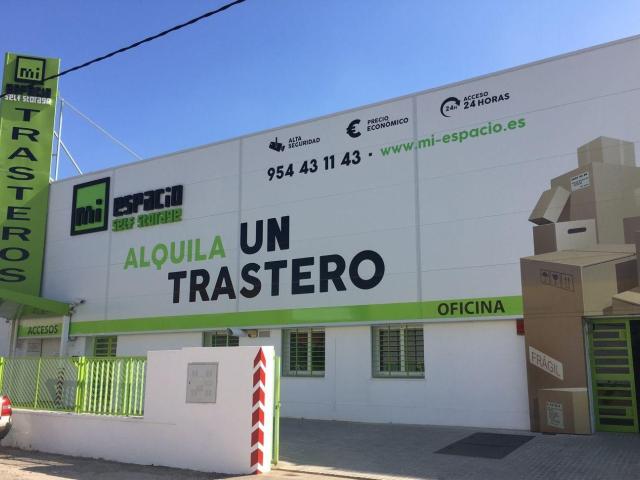 mi
espacio
self storage
TRASTEROS
ALTA
SEGURIDAD
€
PRECIO
ECONÓMICO
24H
ACCESO
24 HORAS
954 43 11 43 · www.mi-espacio.es
mi
espacio
self storage
ALQUILA UN
TRASTERO
ACCESOS
OFICINA
FRÁGIL